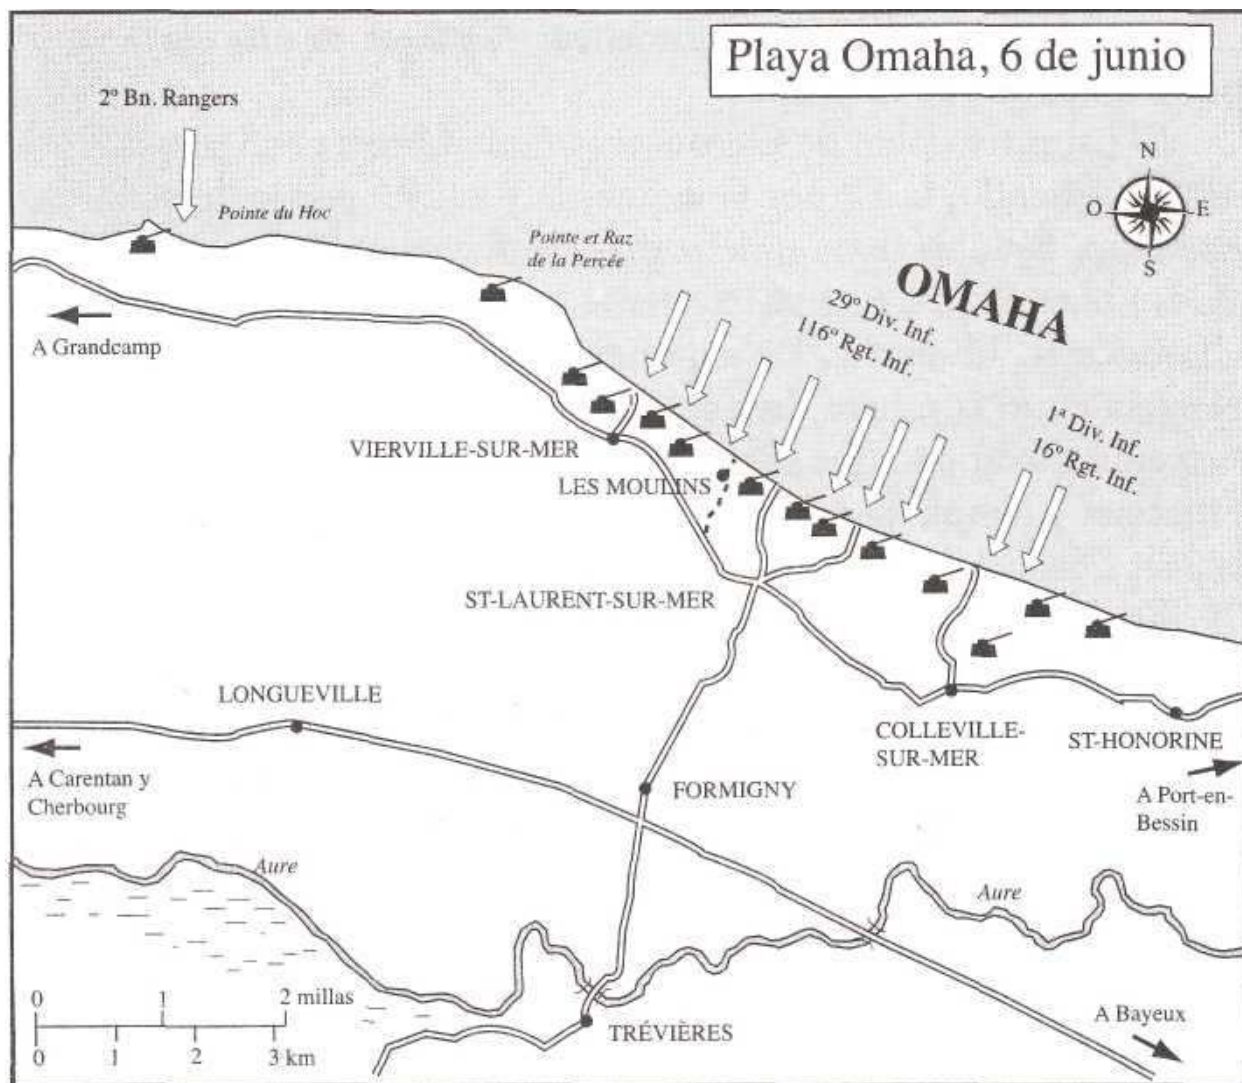 Playa Omaha, 6 de junio
2º Bn. Rangers
N
O
E
S
Pointe du Hoc
Pointe et Raz
de la Percée
OMAHA
29º Div. Inf.
116º Rgt. Inf.
A Grandcamp
1ª Div. Inf.
16º Rgt. Inf.
VIERVILLE-SUR-MER
LES MOULINS
ST-LAURENT-SUR-MER
LONGUEVILLE
COLLEVILLE-
SUR-MER
ST-HONORINE
A Carentan y
Cherbourg
FORMIGNY
A Port-en-
Bessin
Aure
Aure
0 1 2 millas
0 1 2 3 km
TRÉVIÈRES
A Bayeux